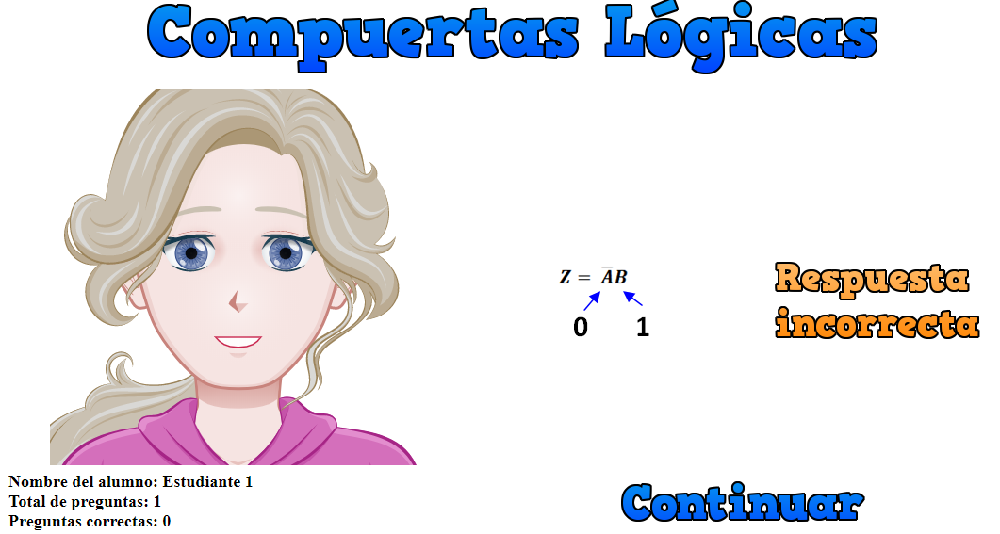 Compuertas Lógicas
Z = A̅B
0 1
Respuesta
incorrecta
Nombre del alumno: Estudiante 1
Total de preguntas: 1
Preguntas correctas: 0
Continuar